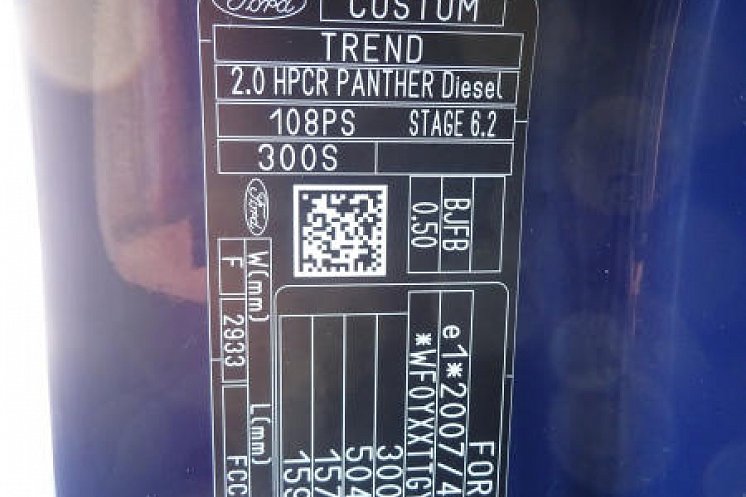 Ford CUSTOM
TREND
2.0 HPCR PANTHER Diesel
108PS STAGE 6.2
300S
Ford
BJFB
0.50
W(mm) L(mm)
F 2933 FCC
FOR
e1*2007/4
*WF0YXXTTG
300
504
157
159